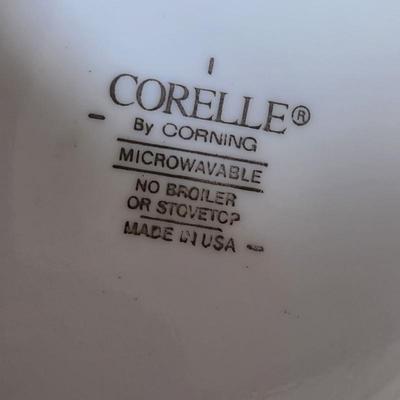 CORELLE®
By CORNING
MICROWAVABLE
NO BROILER
OR STOVETOP
MADE IN USA